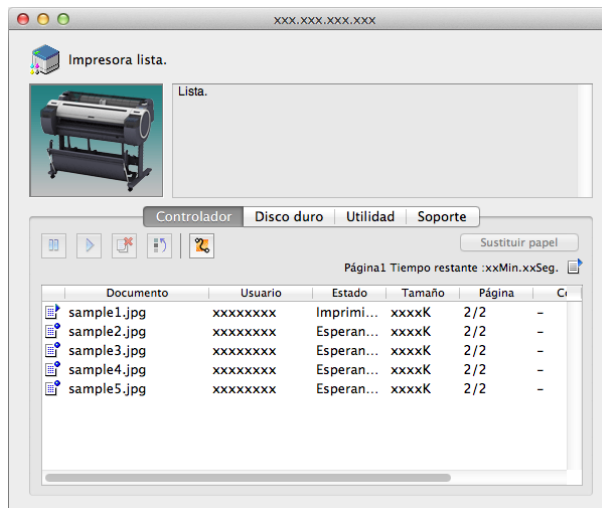 xxx.xxx.xxx.xxx
Impresora lista.
Lista.
Controlador Disco duro Utilidad Soporte
Sustituir papel
Página1 Tiempo restante :xxMin.xxSeg.
Documento Usuario Estado Tamaño Página
sample1.jpg xxxxxxxx Imprimi... xxxxK 2/2 –
sample2.jpg xxxxxxxx Esperan... xxxxK 2/2 –
sample3.jpg xxxxxxxx Esperan... xxxxK 2/2 –
sample4.jpg xxxxxxxx Esperan... xxxxK 2/2 –
sample5.jpg xxxxxxxx Esperan... xxxxK 2/2 –